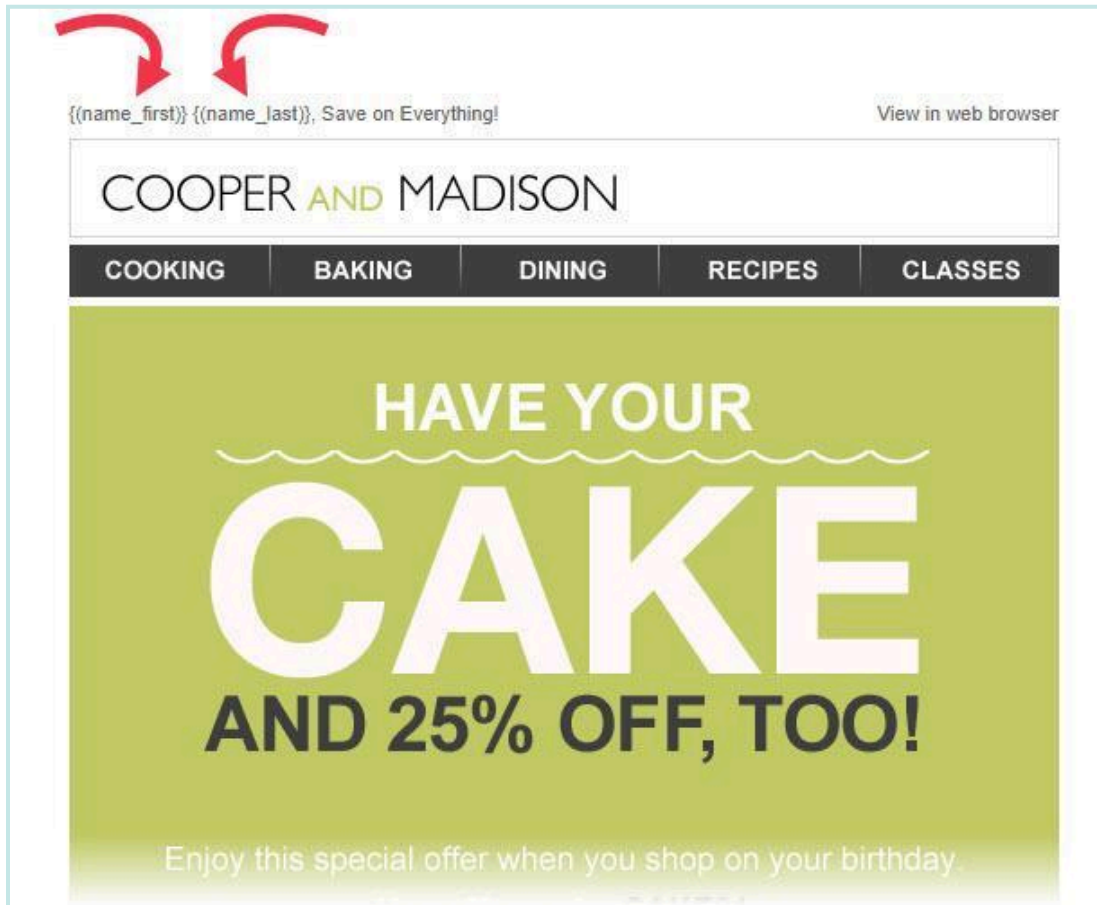 {(name_first)} {(name_last)}, Save on Everything! View in web browser
COOPER AND MADISON
COOKING BAKING DINING RECIPES CLASSES
HAVE YOUR
CAKE
AND 25% OFF, TOO!
Enjoy this special offer when you shop on your birthday.